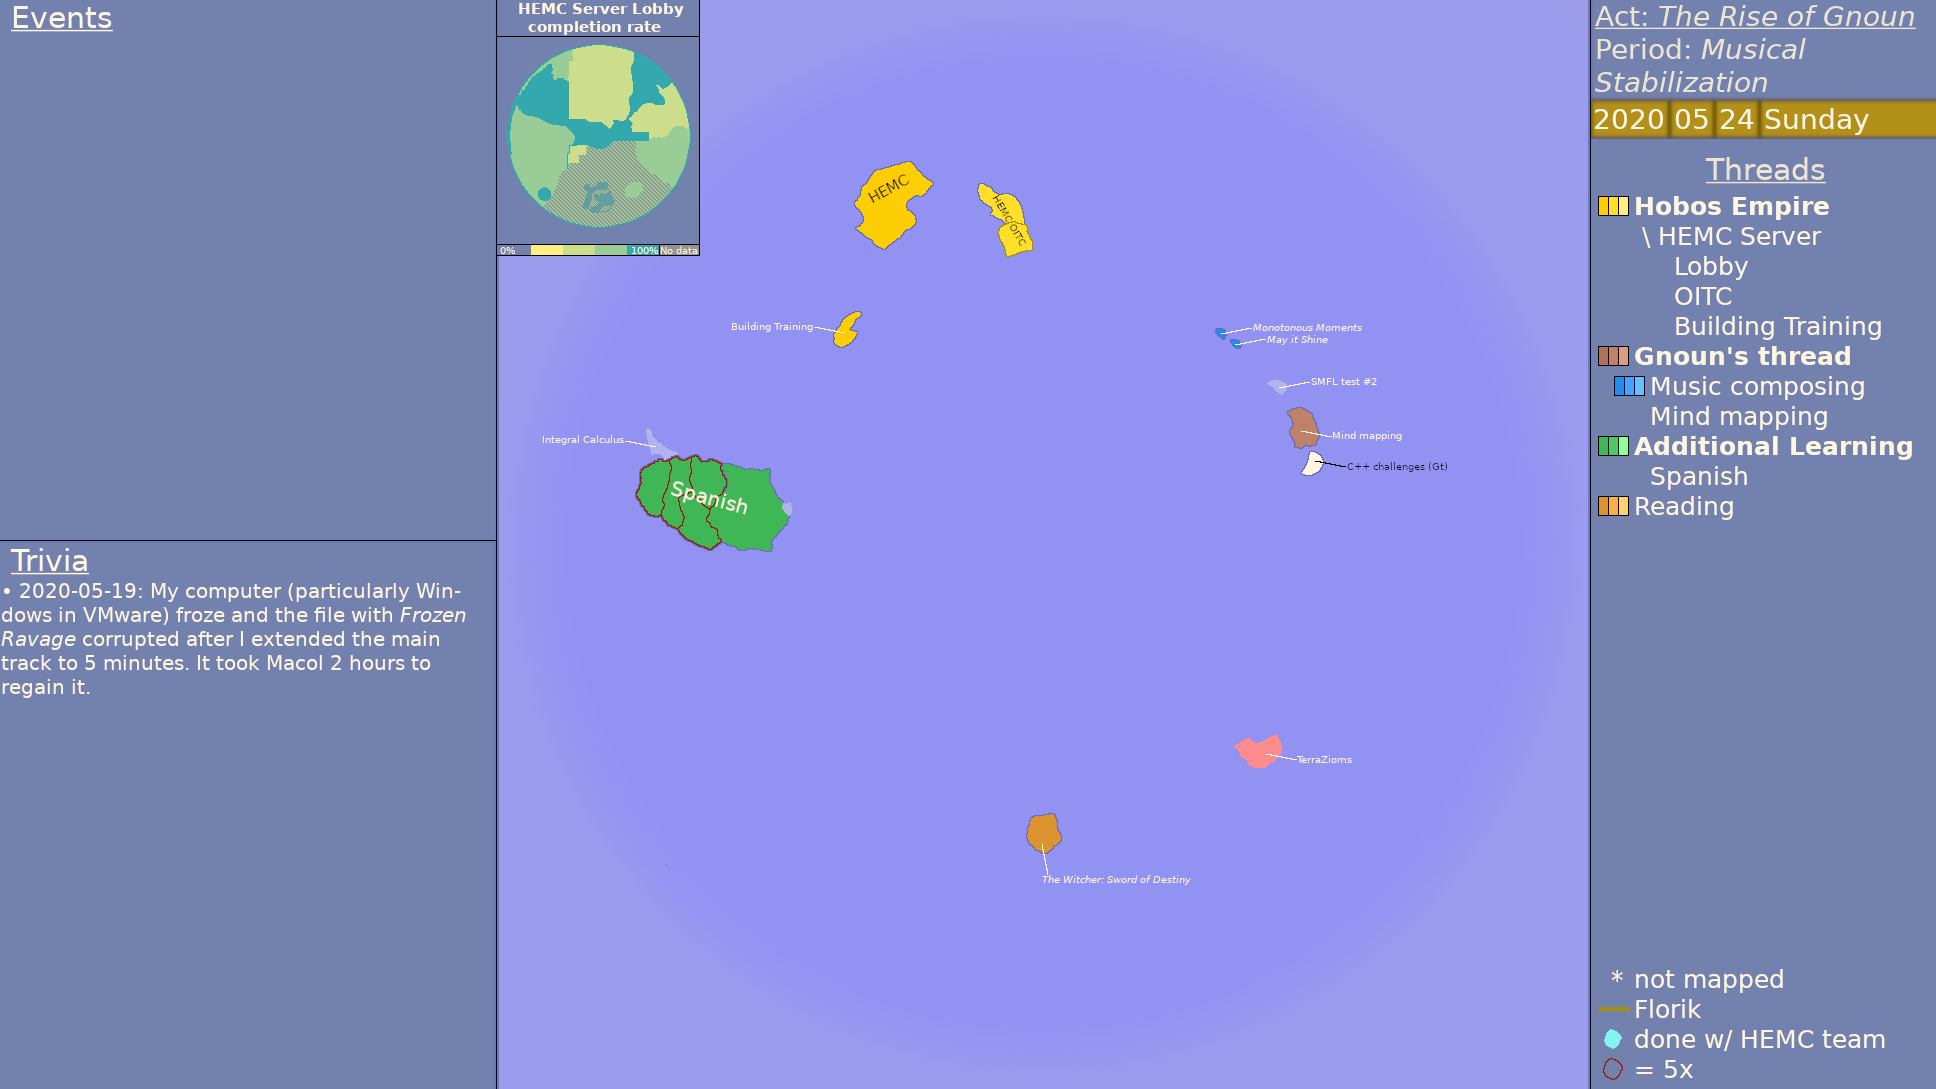 Events
Trivia
• 2020-05-19: My computer (particularly Win-
dows in VMware) froze and the file with Frozen
Ravage corrupted after I extended the main
track to 5 minutes. It took Macol 2 hours to
regain it.
HEMC Server Lobby
completion rate
0% 100% No data
HEMC
HEMC
OITC
Building Training
Monotonous Moments
May it Shine
SMFL test #2
Mind mapping
C++ challenges (Gt)
Integral Calculus
Spanish
TerraZioms
The Witcher: Sword of Destiny
Act: The Rise of Gnoun
Period: Musical
Stabilization
2020 05 24 Sunday
Threads
Hobos Empire
\ HEMC Server
Lobby
OITC
Building Training
Gnoun's thread
Music composing
Mind mapping
Additional Learning
Spanish
Reading
* not mapped
Florik
done w/ HEMC team
= 5x